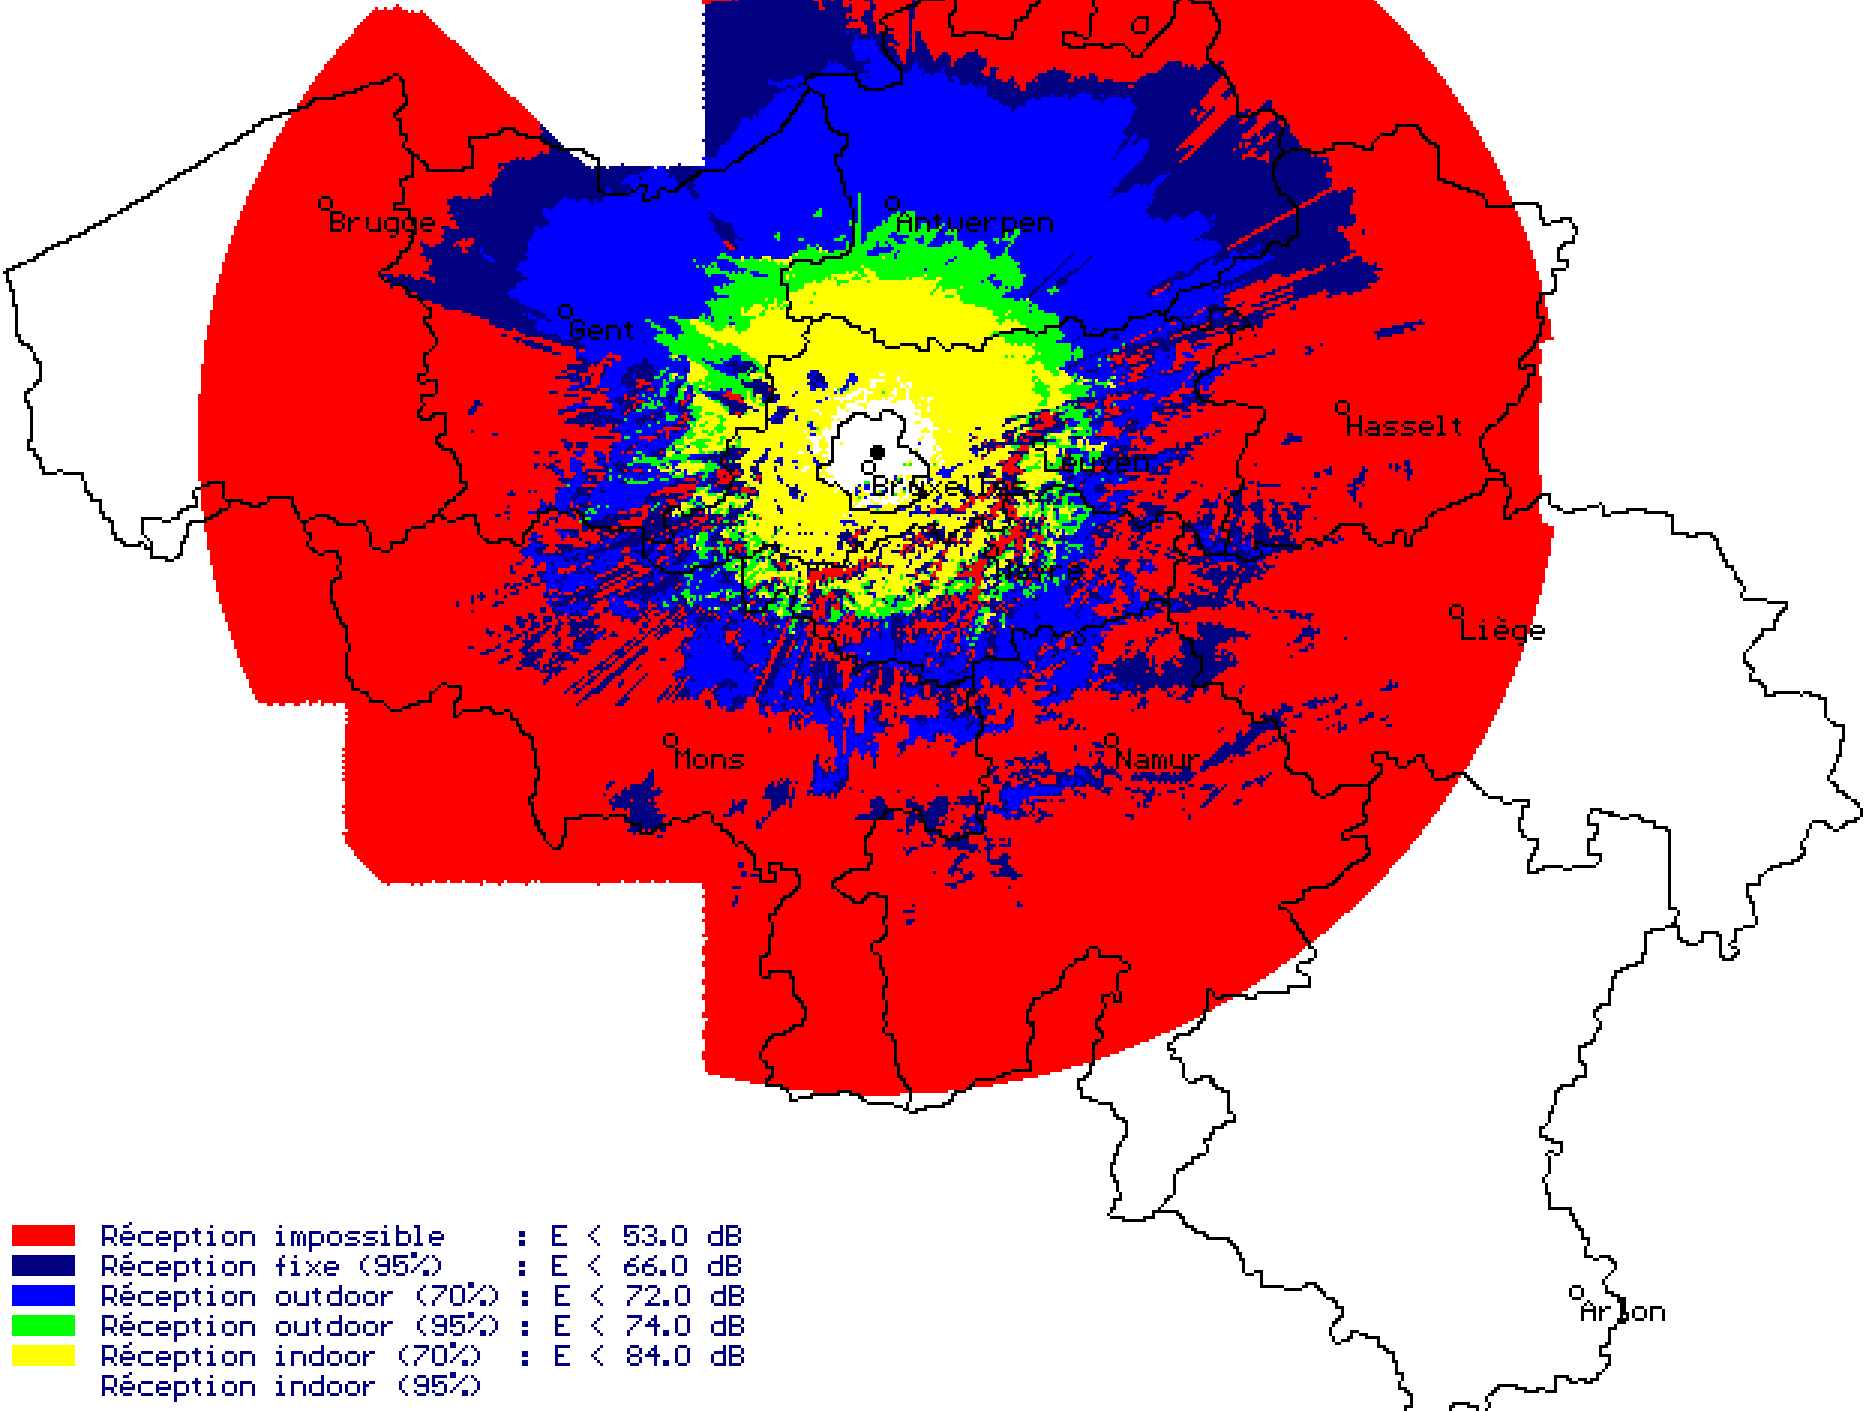 Brugge
Antwerpen
Gent
Hasselt
Leuven
Bruxelles
Wavre
Liège
Mons
Namur
Réception impossible : E < 53.0 dB
Réception fixe (95%) : E < 66.0 dB
Réception outdoor (70%) : E < 72.0 dB
Réception outdoor (95%) : E < 74.0 dB
Réception indoor (70%) : E < 84.0 dB
Réception indoor (95%)
Arlon